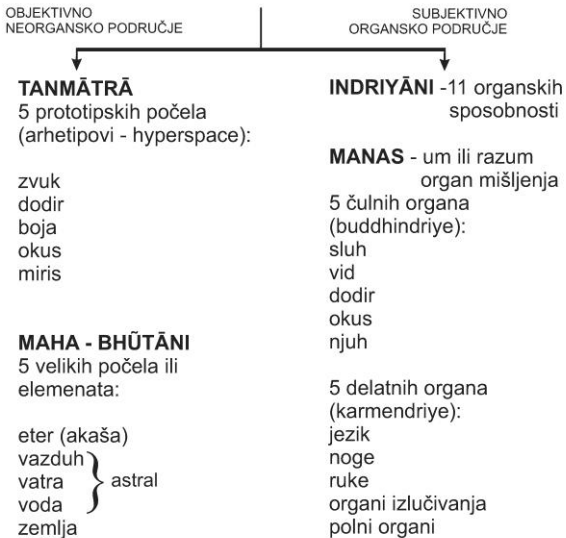 OBJEKTIVNO
NEORGANSKO PODRUČJE
TANMĀTRĀ
5 prototipskih počela
(arhetipovi - hyperspace):
zvuk
dodir
boja
okus
miris
MAHA - BHŨTĀNI
5 velikih počela ili
elemenata:
eter (akaša)
vazduh
vatra
voda
astral
zemlja
SUBJEKTIVNO
ORGANSKO PODRUČJE
INDRIYĀNI -11 organskih
sposobnosti
MANAS - um ili razum
organ mišljenja
5 čulnih organa
(buddhindriye):
sluh
vid
dodir
okus
njuh
5 delatnih organa
(karmendriye):
jezik
noge
ruke
organi izlučivanja
polni organi